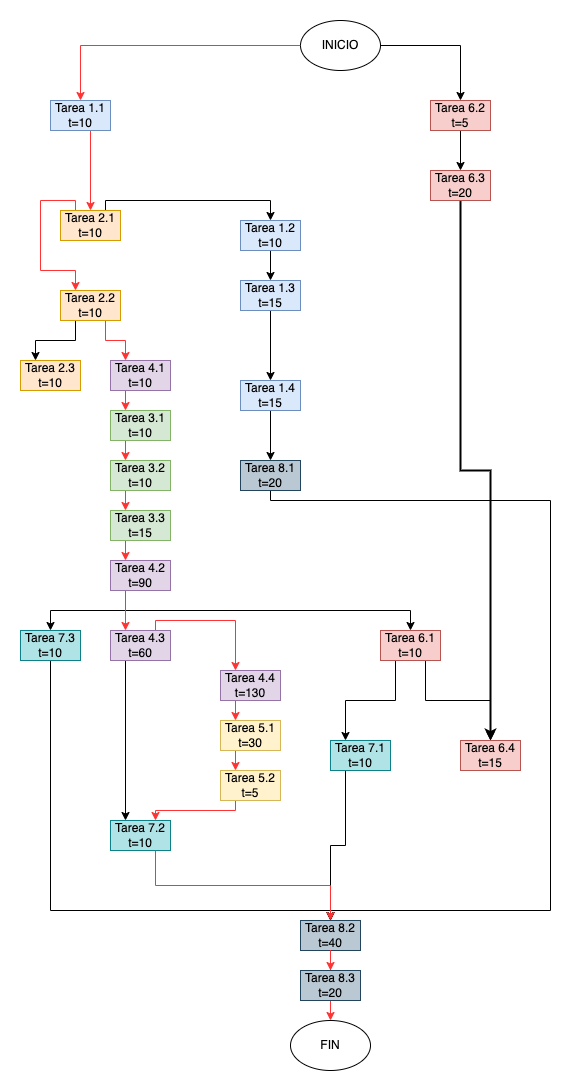 INICIO
Tarea 1.1
t=10
Tarea 6.2
t=5
Tarea 6.3
t=20
Tarea 2.1
t=10
Tarea 1.2
t=10
Tarea 2.2
t=10
Tarea 1.3
t=15
Tarea 2.3
t=10
Tarea 4.1
t=10
Tarea 1.4
t=15
Tarea 3.1
t=10
Tarea 3.2
t=10
Tarea 8.1
t=20
Tarea 3.3
t=15
Tarea 4.2
t=90
Tarea 7.3
t=10
Tarea 4.3
t=60
Tarea 6.1
t=10
Tarea 4.4
t=130
Tarea 5.1
t=30
Tarea 7.1
t=10
Tarea 6.4
t=15
Tarea 5.2
t=5
Tarea 7.2
t=10
Tarea 8.2
t=40
Tarea 8.3
t=20
FIN